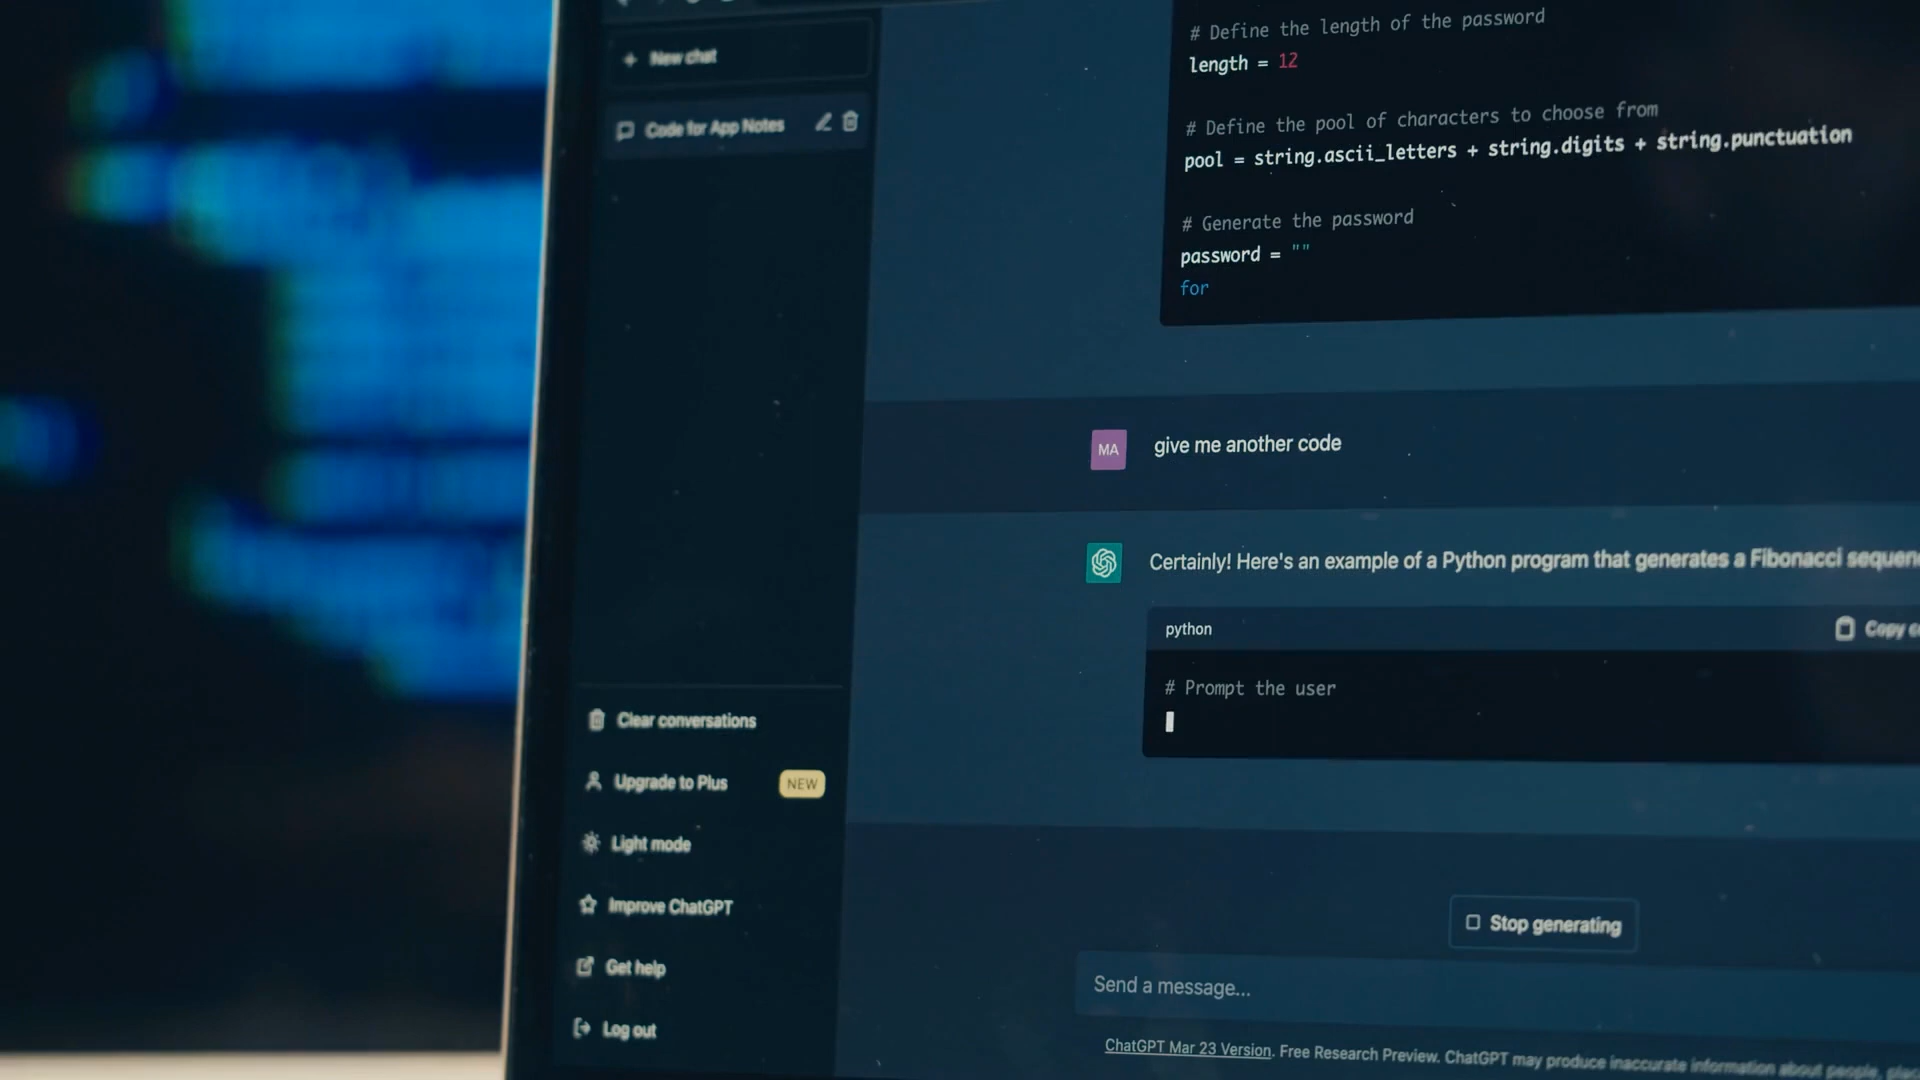 New chat
Code for App Notes
Clear conversations
Upgrade to Plus NEW
Light mode
Improve ChatGPT
Get help
Log out
# Define the length of the password
length = 12
# Define the pool of characters to choose from
pool = string.ascii_letters + string.digits + string.punctuation
# Generate the password
password = ""
for
MA give me another code
Certainly! Here's an example of a Python program that generates a Fibonacci sequen
python Copy c
# Prompt the user
Stop generating
Send a message...
ChatGPT Mar 23 Version. Free Research Preview. ChatGPT may produce inaccurate information about people, plac